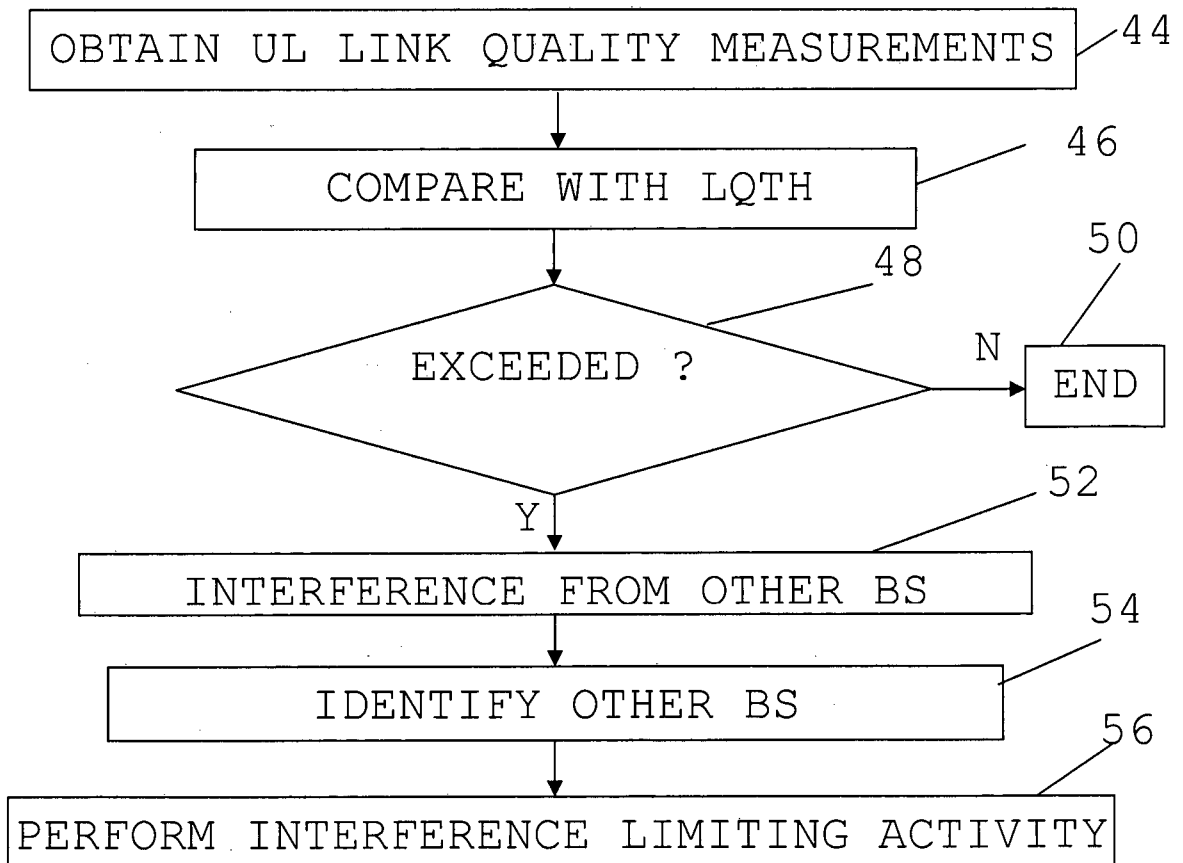 OBTAIN UL LINK QUALITY MEASUREMENTS
44
46
COMPARE WITH LQTH
48
50
EXCEEDED ?
N
END
Y
52
INTERFERENCE FROM OTHER BS
54
IDENTIFY OTHER BS
56
PERFORM INTERFERENCE LIMITING ACTIVITY